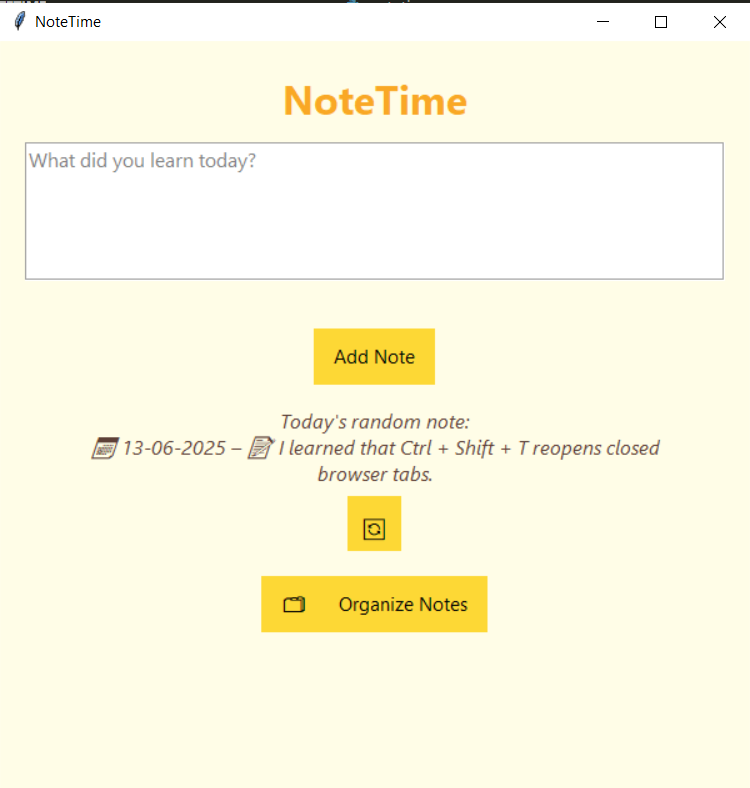 NoteTime
NoteTime
What did you learn today?
Add Note
Today's random note:
📅 13-06-2025 – 📝 I learned that Ctrl + Shift + T reopens closed
browser tabs.
🔄
🗂 Organize Notes